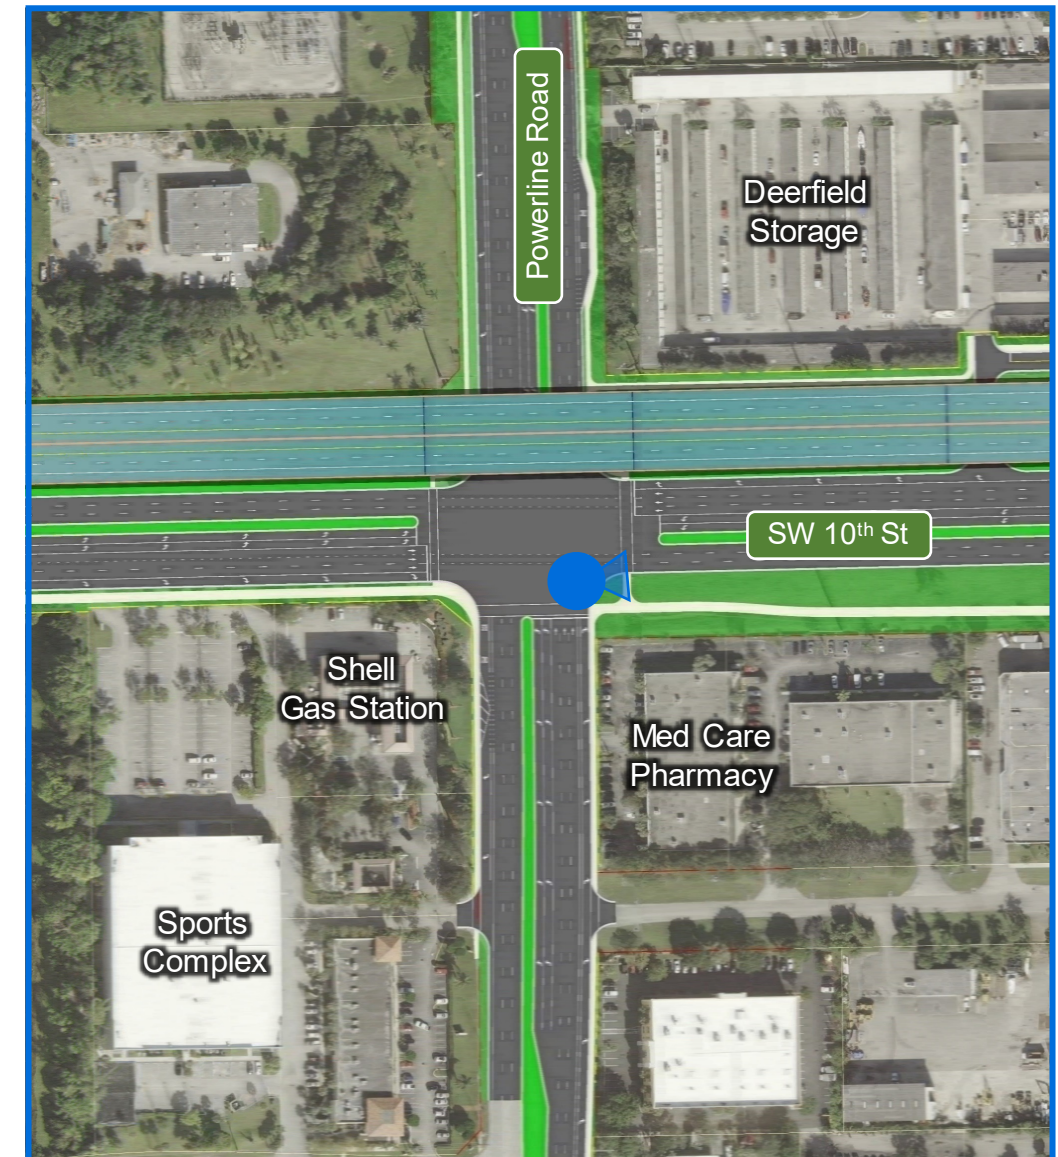 Powerline Road
Deerfield
Storage
SW 10th St
Shell
Gas Station
Med Care
Pharmacy
Sports
Complex